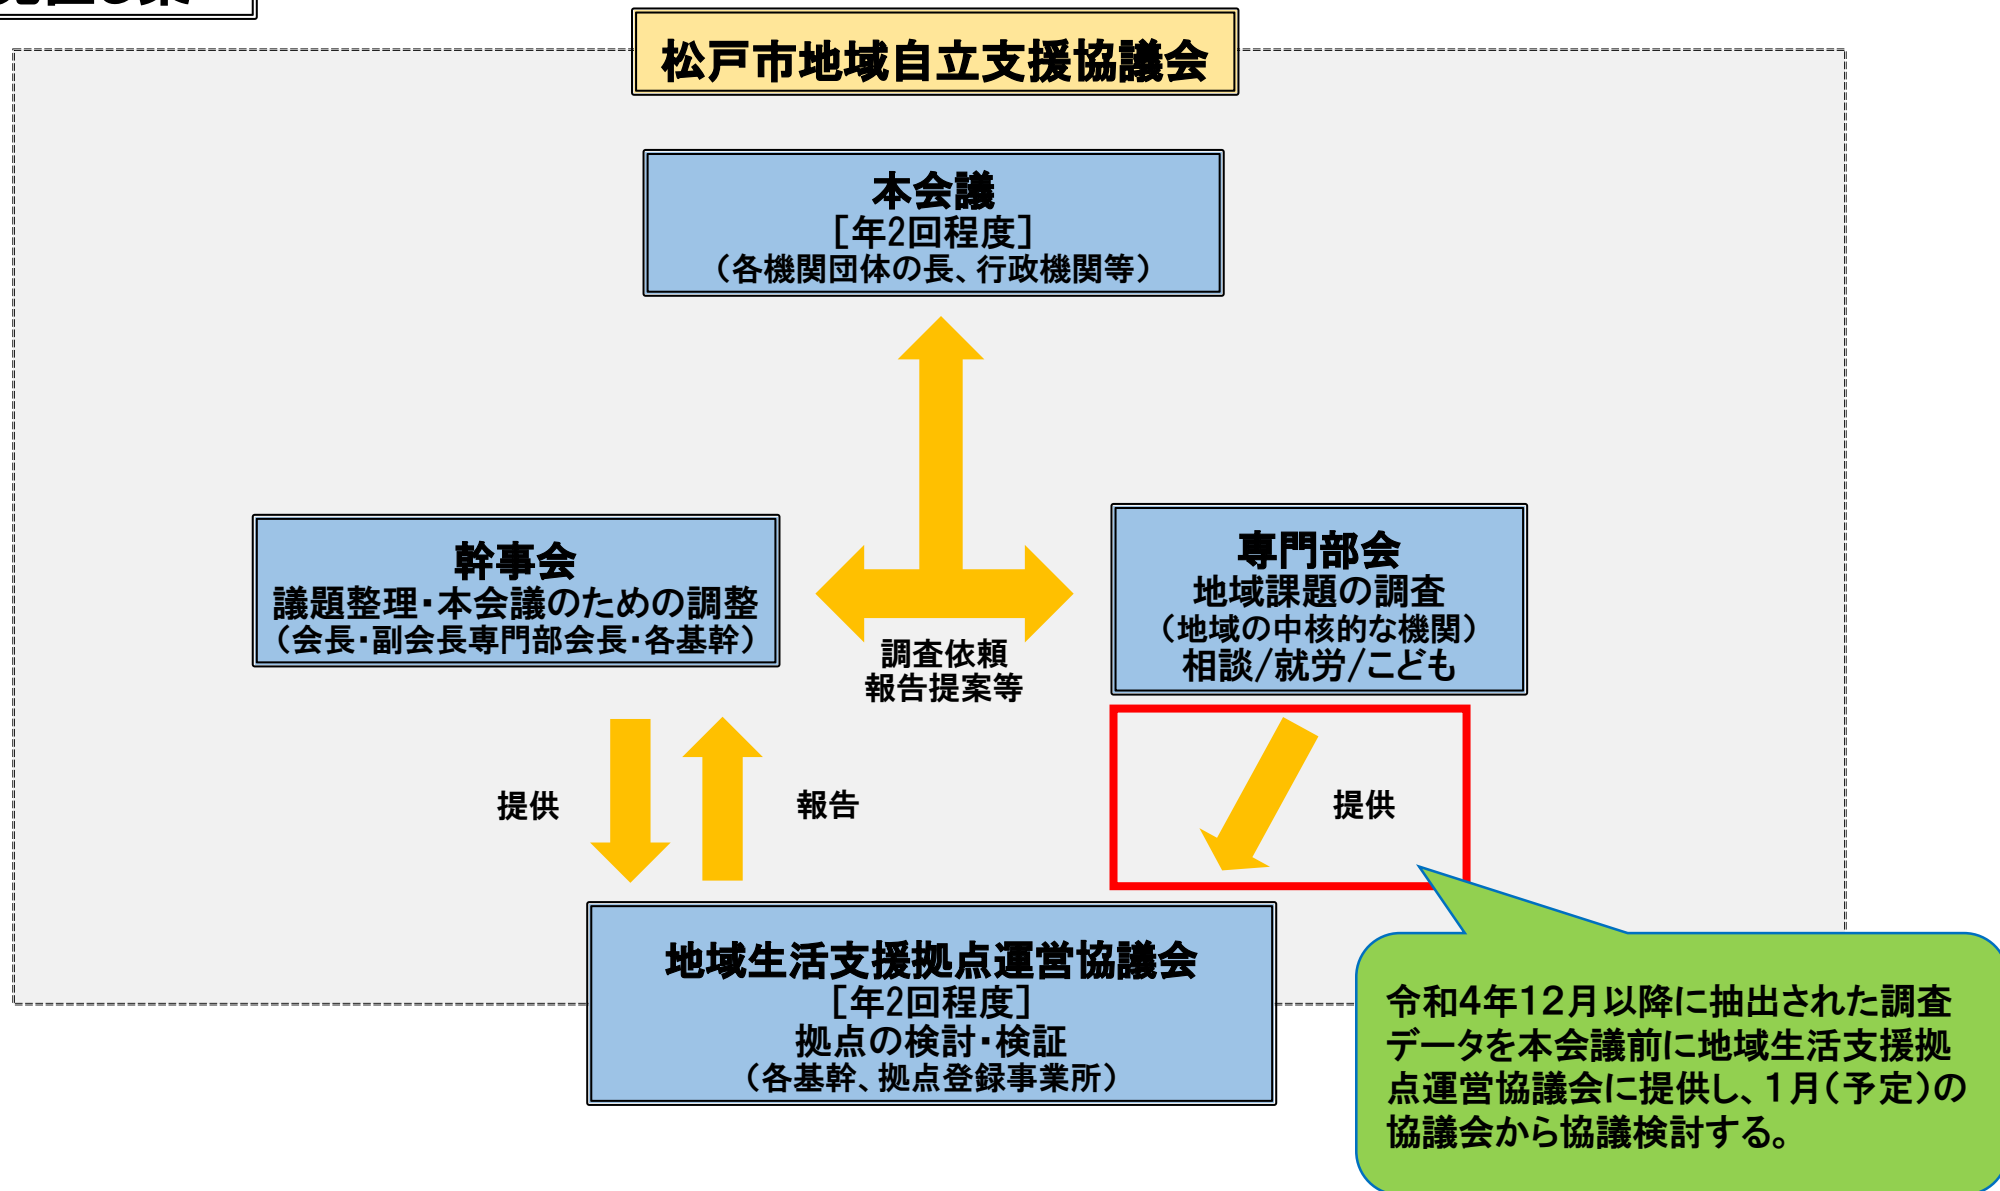 松戸市地域自立支援協議会
本会議
［年2回程度］
（各機関団体の長、行政機関等）
幹事会
議題整理・本会議のための調整
（会長・副会長専門部会長・各基幹）
専門部会
地域課題の調査
（地域の中核的な機関）
相談/就労/こども
調査依頼
報告提案等
提供
報告
提供
地域生活支援拠点運営協議会
［年2回程度］
拠点の検討・検証
（各基幹、拠点登録事業所）
令和4年12月以降に抽出された調査
データを本会議前に地域生活支援拠
点運営協議会に提供し、1月（予定）の
協議会から協議検討する。